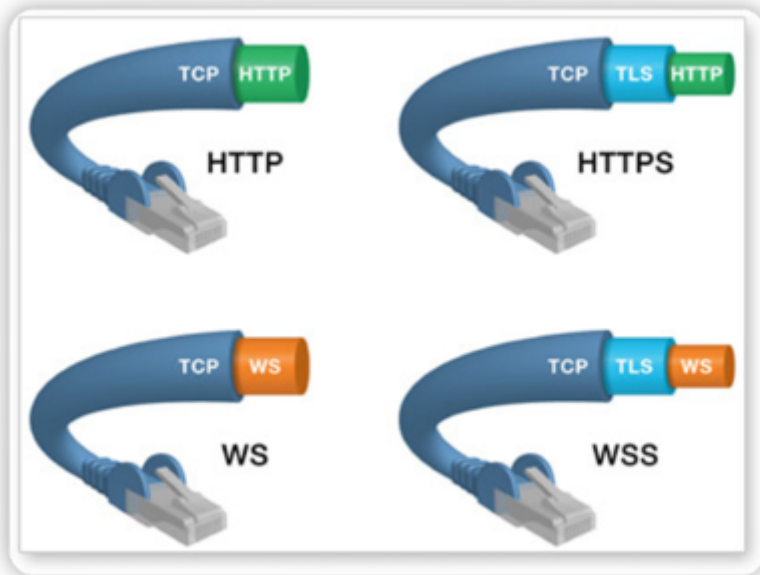 TCP HTTP
HTTP
TCP TLS HTTP
HTTPS
TCP WS
WS
TCP TLS WS
WSS